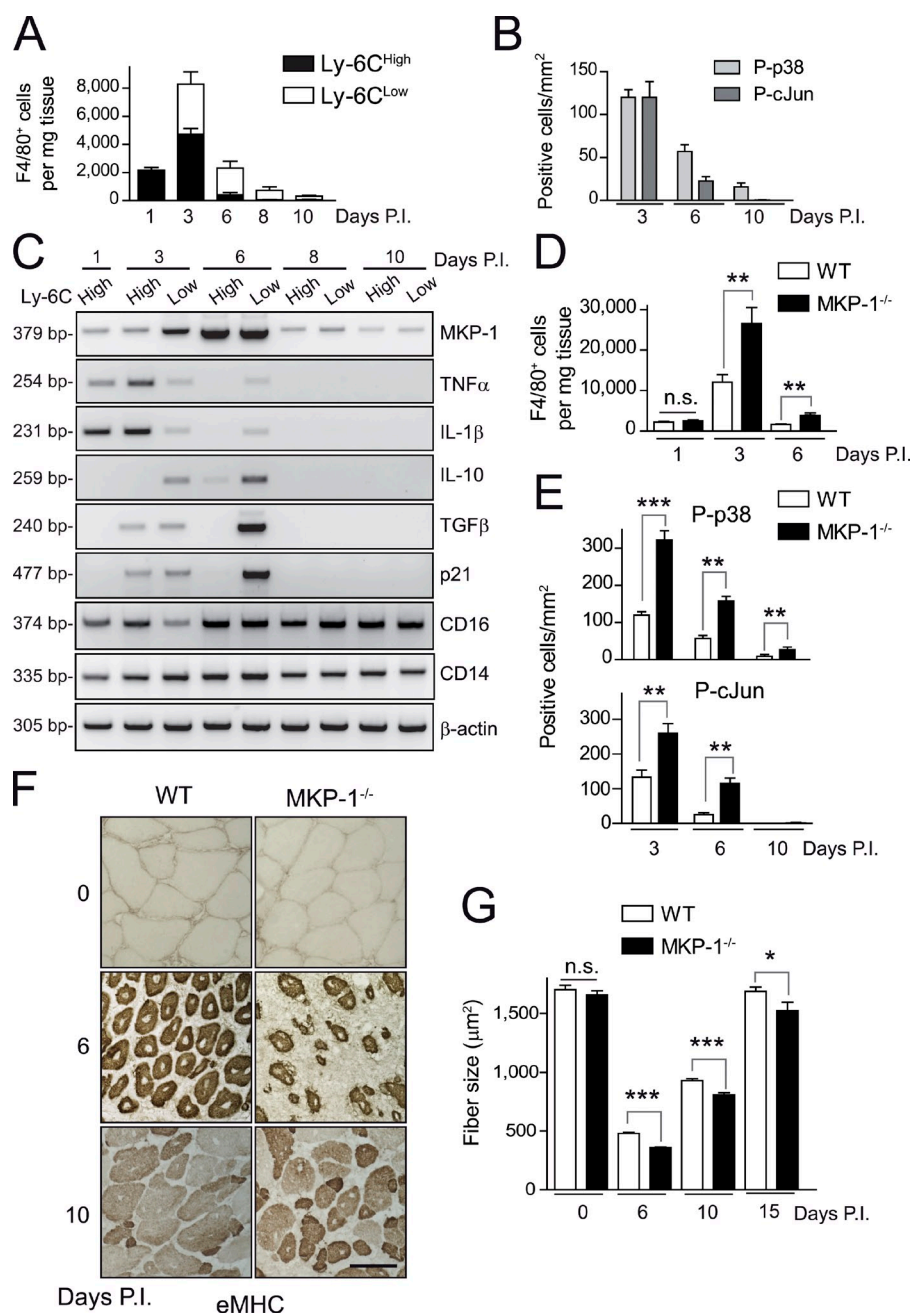 A
F4/80+ cells
per mg tissue
8,000
6,000
4,000
2,000
0
Ly-6CHigh
Ly-6CLow
1 3 6 8 10 Days P.I.
B
Positive cells/mm2
150
100
50
0
P-p38
P-cJun
3 6 10 Days P.I.
C
1 3 6 8 10 Days P.I.
Ly-6C High High Low High Low High Low High Low
379 bp- MKP-1
254 bp- TNFα
231 bp- IL-1β
259 bp- IL-10
240 bp- TGFβ
477 bp- p21
374 bp- CD16
335 bp- CD14
305 bp- β-actin
D
WT
MKP-1-/-
F4/80+ cells
per mg tissue
30,000
20,000
10,000
0
n.s. ** **
1 3 6 Days P.I.
E
WT
MKP-1-/-
Positive cells/mm2
P-p38
300
200
100
0
*** ** **
P-cJun
300
200
100
0
** **
3 6 10 Days P.I.
F
WT MKP-1-/-
0
6
10
Days P.I. eMHC
G
WT
MKP-1-/-
Fiber size (μm2)
1,500
1,000
500
0
n.s. *** *** *
0 6 10 15 Days P.I.